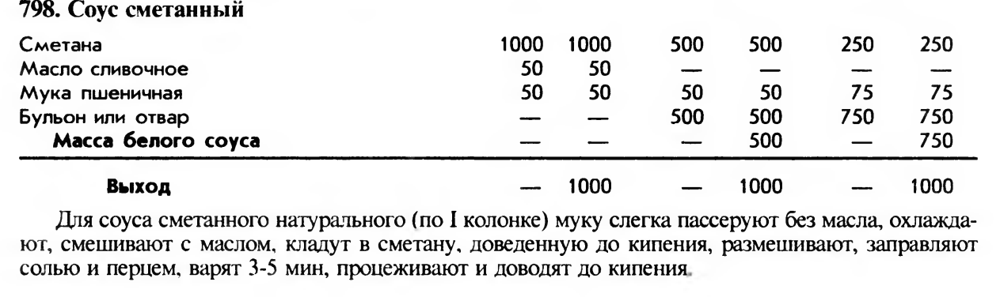 798. Соус сметанный
Сметана 1000 1000 500 500 250 250
Масло сливочное 50 50 — — — —
Мука пшеничная 50 50 50 50 75 75
Бульон или отвар — — 500 500 750 750
Масса белого соуса — — — 500 — 750
Выход — 1000 — 1000 — 1000
Для соуса сметанного натурального (по I колонке) муку слегка пассеруют без масла, охлажда-
ют, смешивают с маслом, кладут в сметану, доведенную до кипения, размешивают, заправляют
солью и перцем, варят 3-5 мин, процеживают и доводят до кипения.